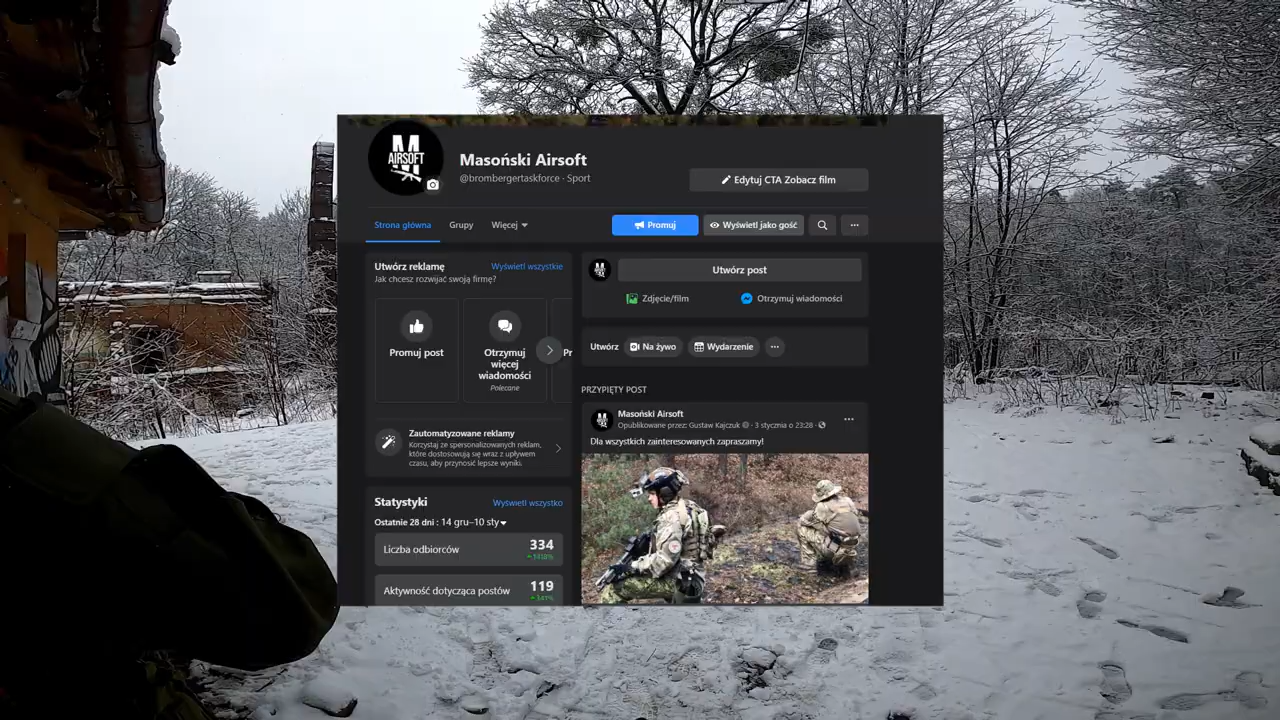 M
AIRSOFT
Masoński Airsoft
@brombergertaskforce · Sport
Edytuj CTA Zobacz film
Strona główna
Grupy
Więcej
Promuj
Wyświetl jako gość
Utwórz reklamę
Wyświetl wszystkie
Jak chcesz rozwijać swoją firmę?
Promuj post
Otrzymuj
więcej
wiadomości
Polecane
Pr
Zautomatyzowane reklamy
Korzystaj ze spersonalizowanych reklam,
które dostosowują się wraz z upływem
czasu, aby przynosić lepsze wyniki.
Statystyki
Wyświetl wszystko
Ostatnie 28 dni : 14 gru–10 sty
Liczba odbiorców
334
Aktywność dotycząca postów
119
Utwórz post
Zdjęcie/film
Otrzymuj wiadomości
Utwórz
Na żywo
Wydarzenie
PRZYPIĘTY POST
Masoński Airsoft
Opublikowane przez: Gustaw Kajczuk · 3 stycznia o 23:28 ·
Dla wszystkich zainteresowanych zapraszamy!